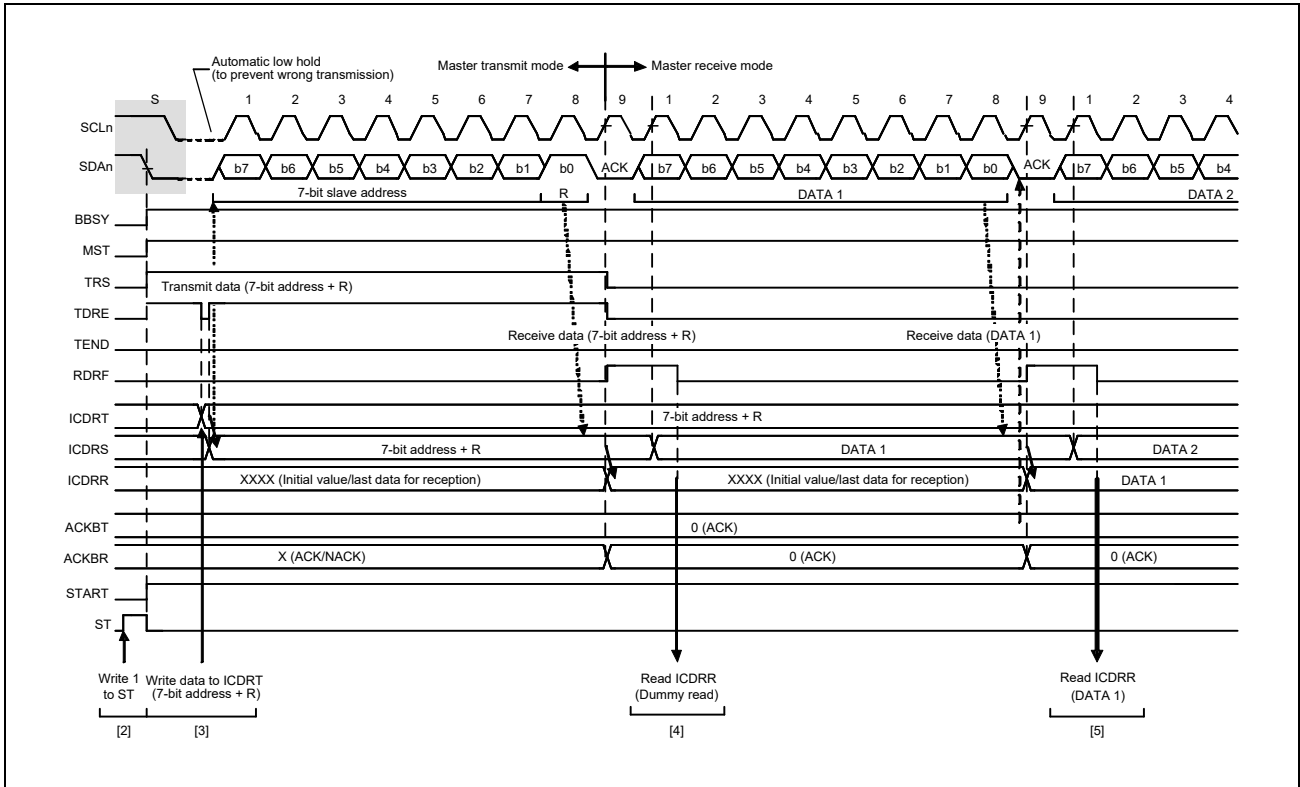 Automatic low hold
(to prevent wrong transmission)
Master transmit mode Master receive mode
S 1 2 3 4 5 6 7 8 9 1 2 3 4 5 6 7 8 9 1 2 3 4
SCLn
SDAn b7 b6 b5 b4 b3 b2 b1 b0 ACK b7 b6 b5 b4 b3 b2 b1 b0 ACK b7 b6 b5 b4
7-bit slave address R DATA 1 DATA 2
BBSY
MST
TRS
Transmit data (7-bit address + R)
TDRE
Receive data (7-bit address + R) Receive data (DATA 1)
TEND
RDRF
ICDRT 7-bit address + R
ICDRS 7-bit address + R DATA 1 DATA 2
ICDRR XXXX (Initial value/last data for reception) XXXX (Initial value/last data for reception) DATA 1
ACKBT 0 (ACK)
ACKBR X (ACK/NACK) 0 (ACK) 0 (ACK)
START
ST
Write 1 Write data to ICDRT Read ICDRR Read ICDRR
to ST (7-bit address + R) (Dummy read) (DATA 1)
[2] [3] [4] [5]